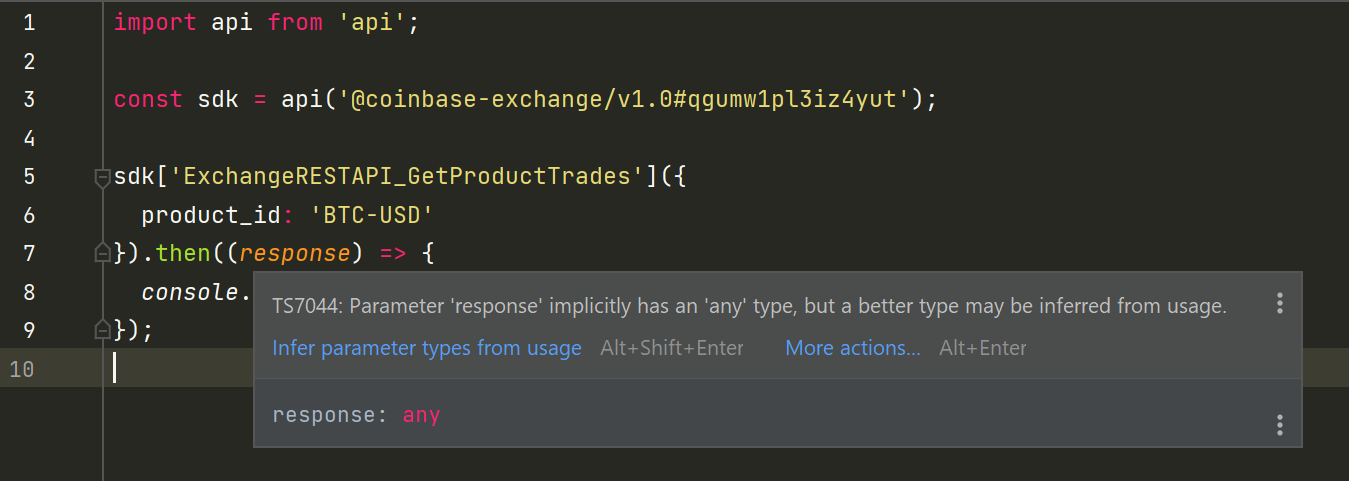 1 import api from 'api';
2
3 const sdk = api('@coinbase-exchange/v1.0#qgumw1pl3iz4yut');
4
5 sdk['ExchangeRESTAPI_GetProductTrades']({
6 product_id: 'BTC-USD'
7 }).then((response) => {
8 console.
9 });
10
TS7044: Parameter 'response' implicitly has an 'any' type, but a better type may be inferred from usage.
Infer parameter types from usage Alt+Shift+Enter More actions... Alt+Enter
response: any